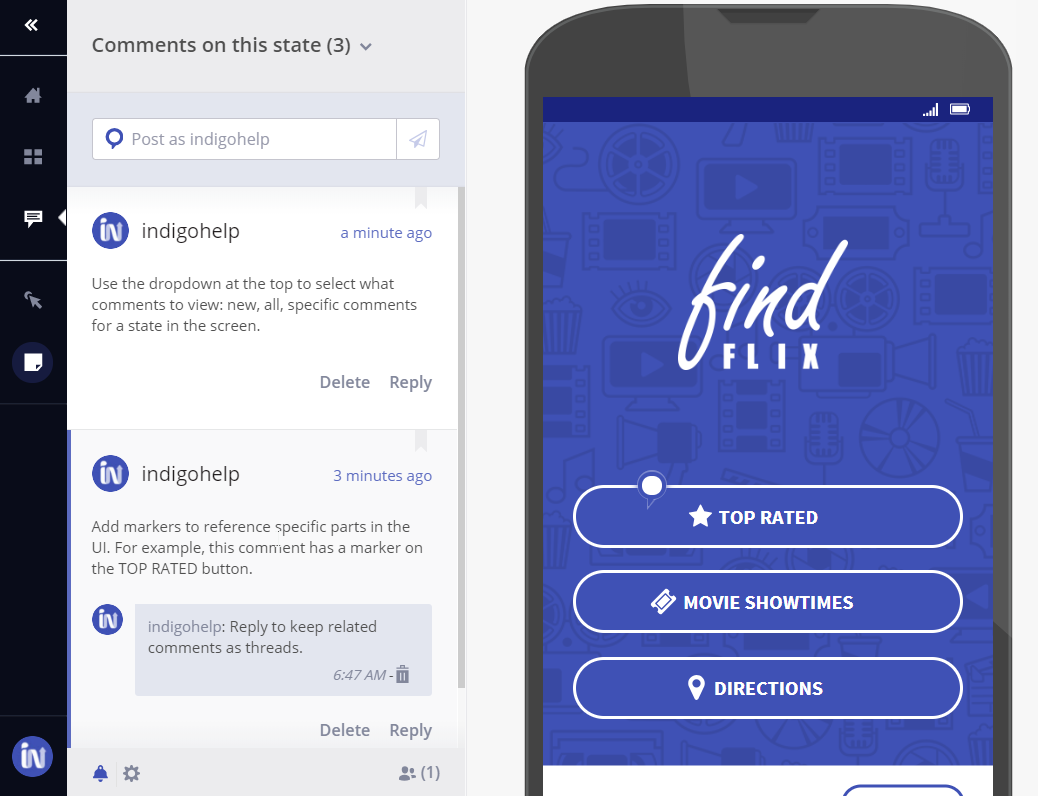 Comments on this state (3)
Post as indigohelp
in indigohelp a minute ago
Use the dropdown at the top to select what
comments to view: new, all, specific comments
for a state in the screen.
Delete Reply
in indigohelp 3 minutes ago
Add markers to reference specific parts in the
UI. For example, this comment has a marker on
the TOP RATED button.
in indigohelp: Reply to keep related
comments as threads.
6:47 AM -
Delete Reply
in
(1)
find
FLIX
TOP RATED
MOVIE SHOWTIMES
DIRECTIONS